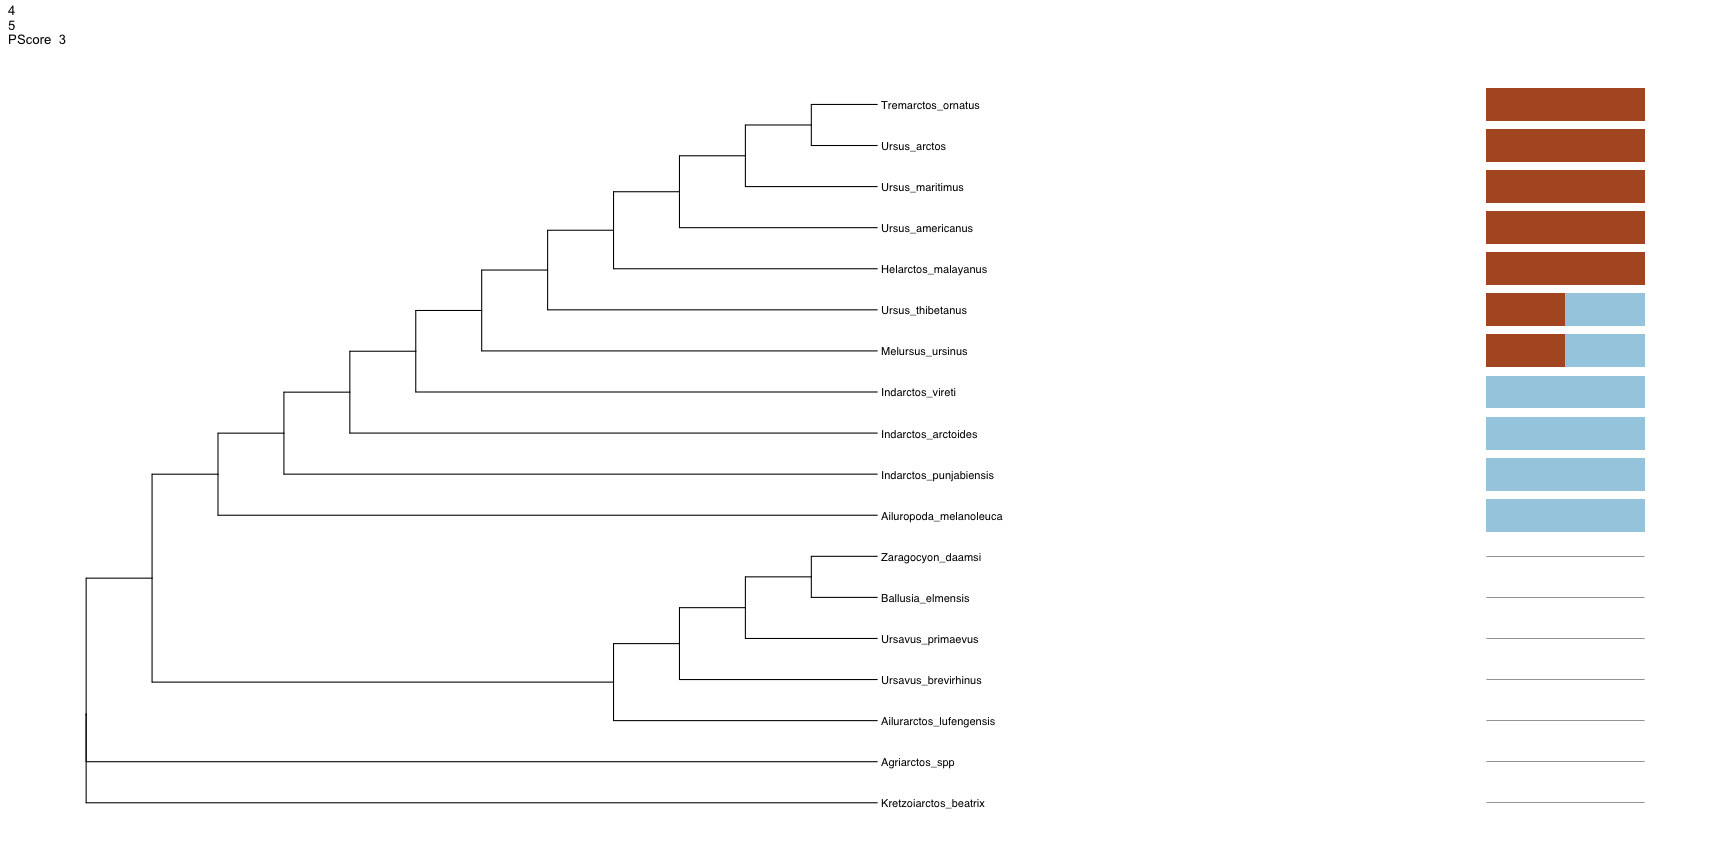 4
5
PScore 3
Tremarctos_ornatus
Ursus_arctos
Ursus_maritimus
Ursus_americanus
Helarctos_malayanus
Ursus_thibetanus
Melursus_ursinus
Indarctos_vireti
Indarctos_arctoides
Indarctos_punjabiensis
Ailuropoda_melanoleuca
Zaragocyon_daamsi
Ballusia_elmensis
Ursavus_primaevus
Ursavus_brevirhinus
Ailurarctos_lufengensis
Agriarctos_spp
Kretzoiarctos_beatrix